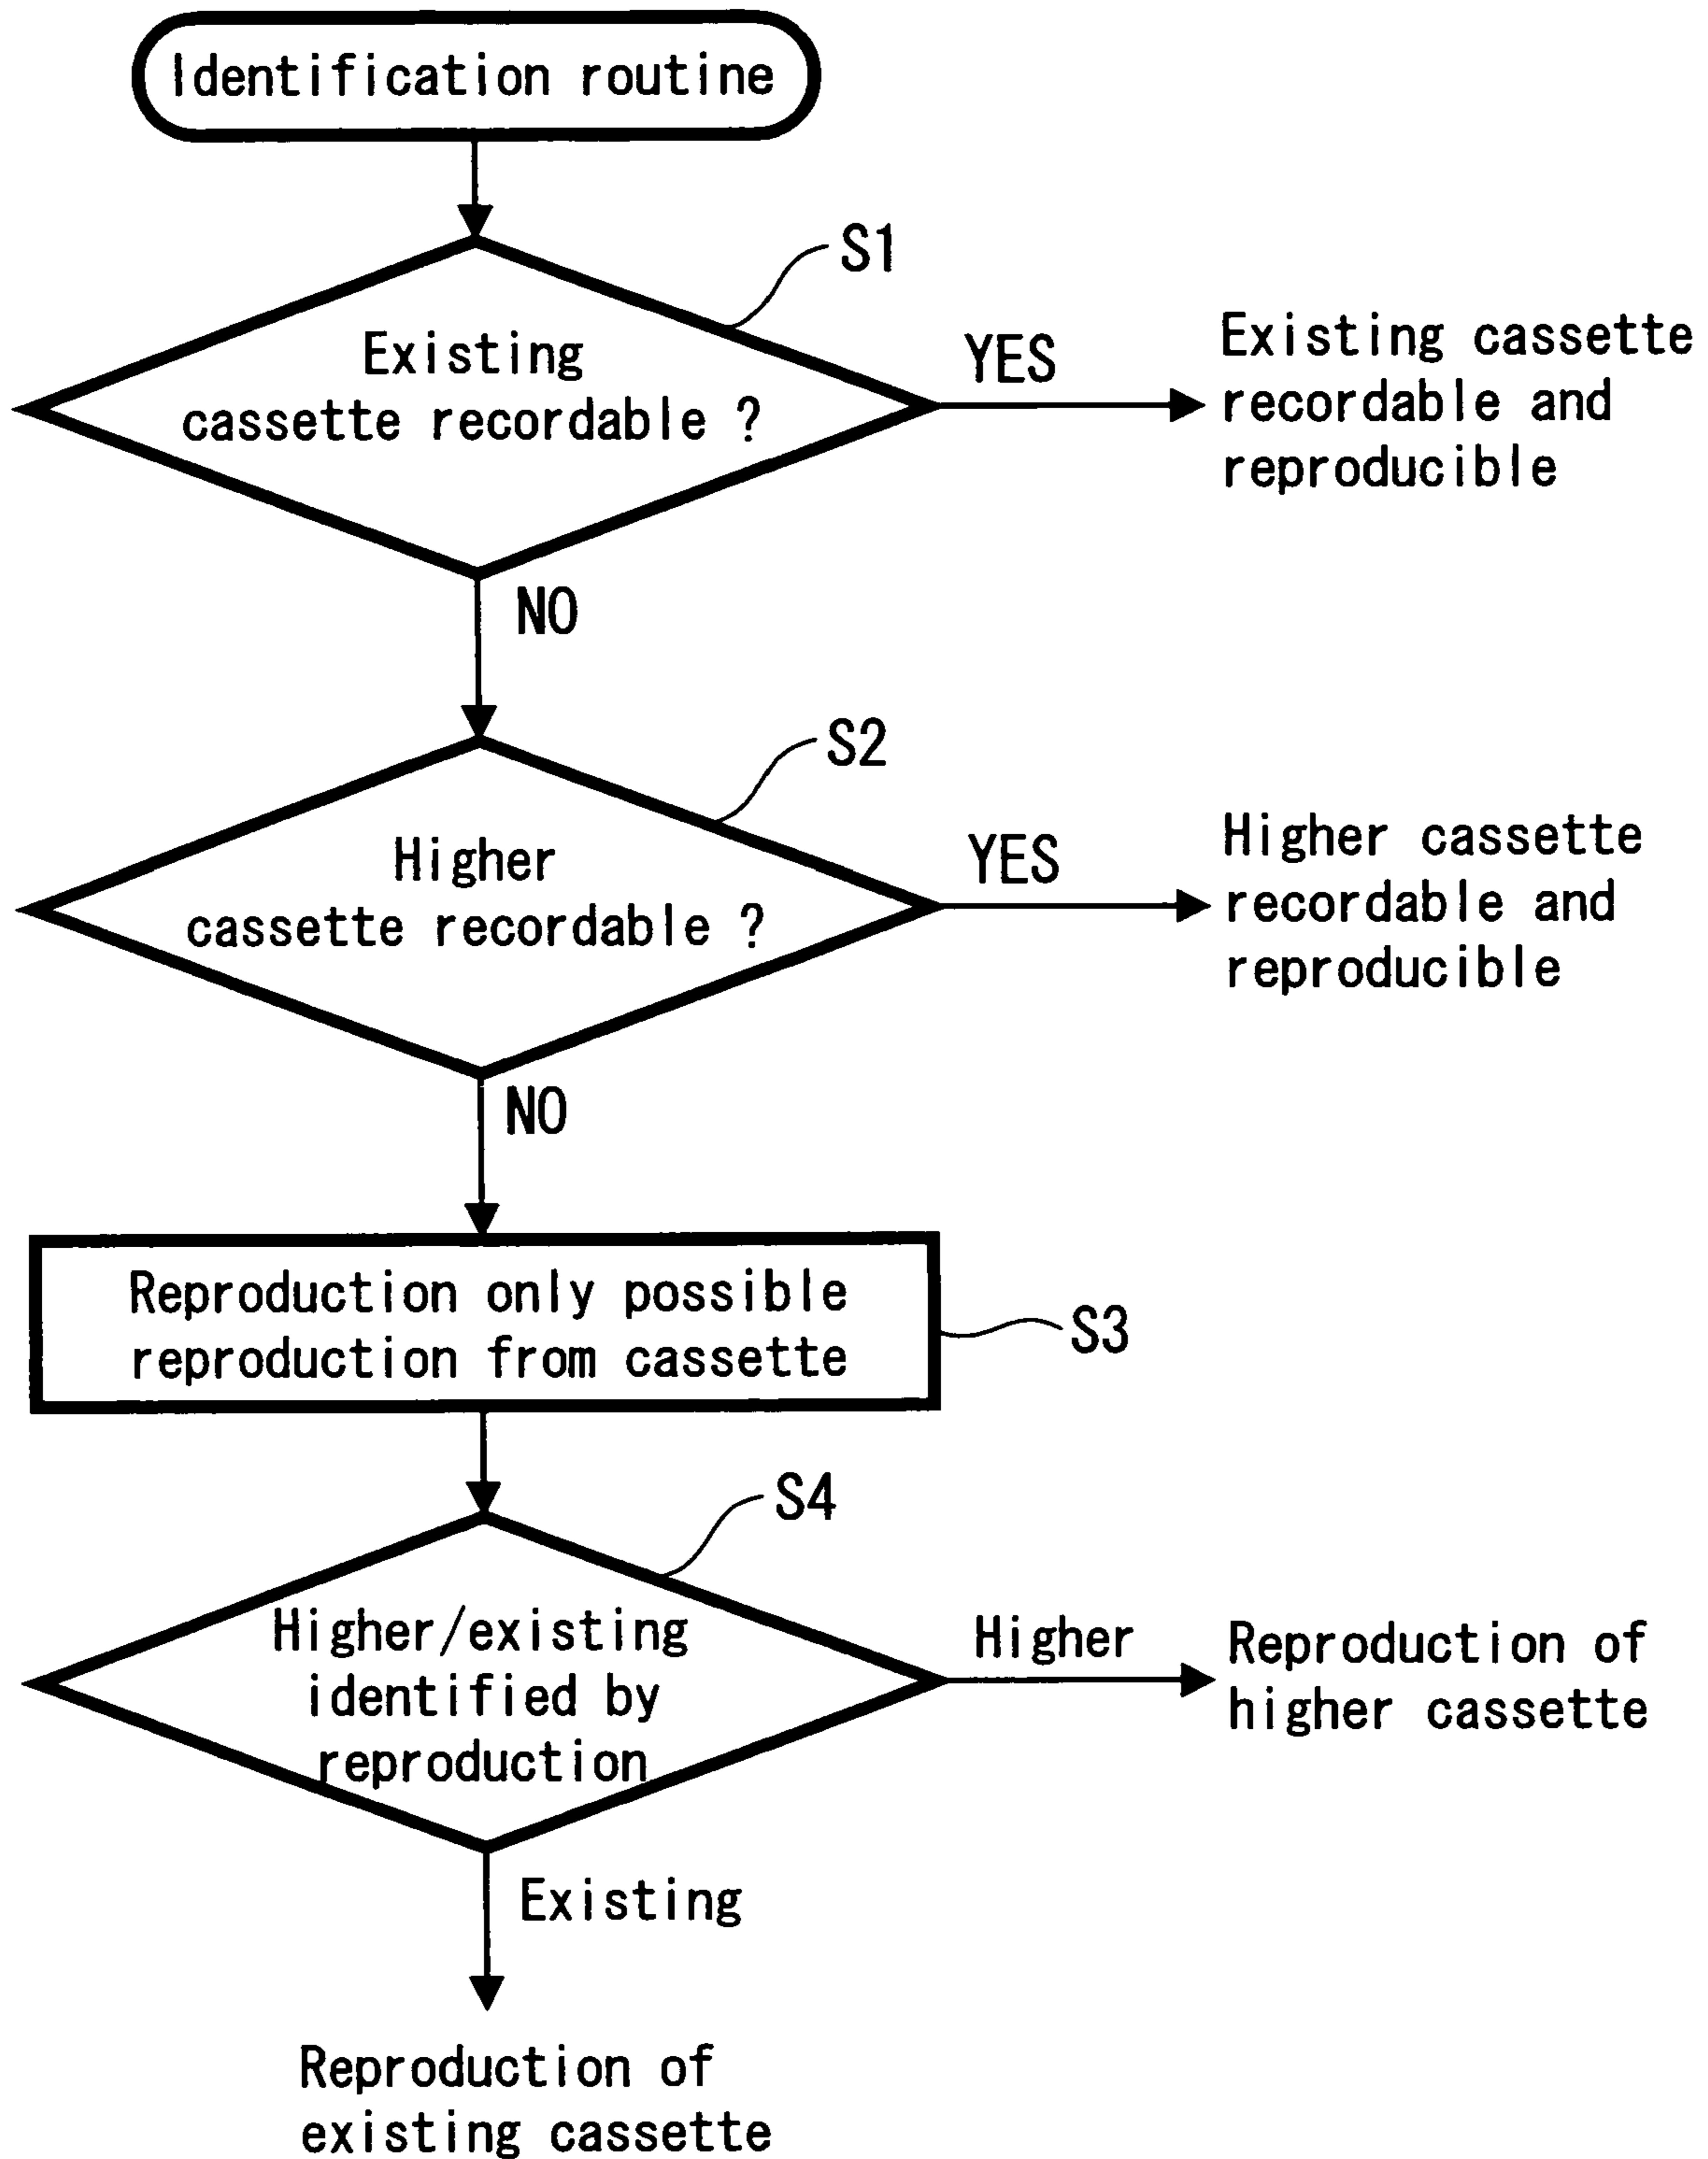 Identification routine
S1
Existing
cassette recordable ?
YES
Existing cassette
recordable and
reproducible
NO
S2
Higher
cassette recordable ?
YES
Higher cassette
recordable and
reproducible
NO
Reproduction only possible
reproduction from cassette
S3
S4
Higher/existing
identified by
reproduction
Higher
Reproduction of
higher cassette
Existing
Reproduction of
existing cassette